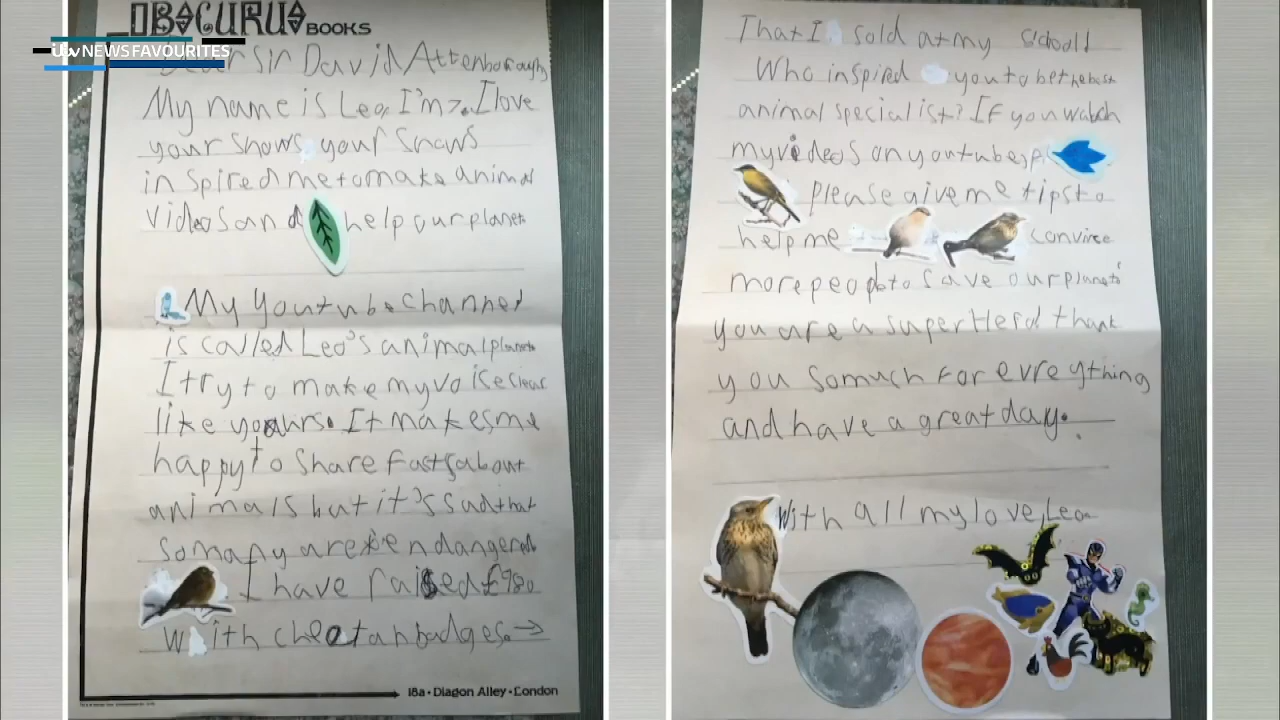 OBSCURUS BOOKS
itv NEWS FAVOURITES
Dear Sir David Attenborough
My name is Leo I'm 7. I love
your shows your shows
inspired me to make animal
videos and help our planet
My Youtube channel
is called Leo's animal planet
I try to make my voice clear
like yours. It makes me
happy to share facts about
animals but it's sad that
so many are endangered
I have raised £980
with cheetah badges. →
18a • Diagon Alley • London
That I sold at my school
Who inspired you to be the best
animal specialist? If you watch
my videos on youtube
please give me tips to
help me convince
more people to save our planet
you are a super Hero thank
you so much for evreything
and have a great day.
With all my love, Leo